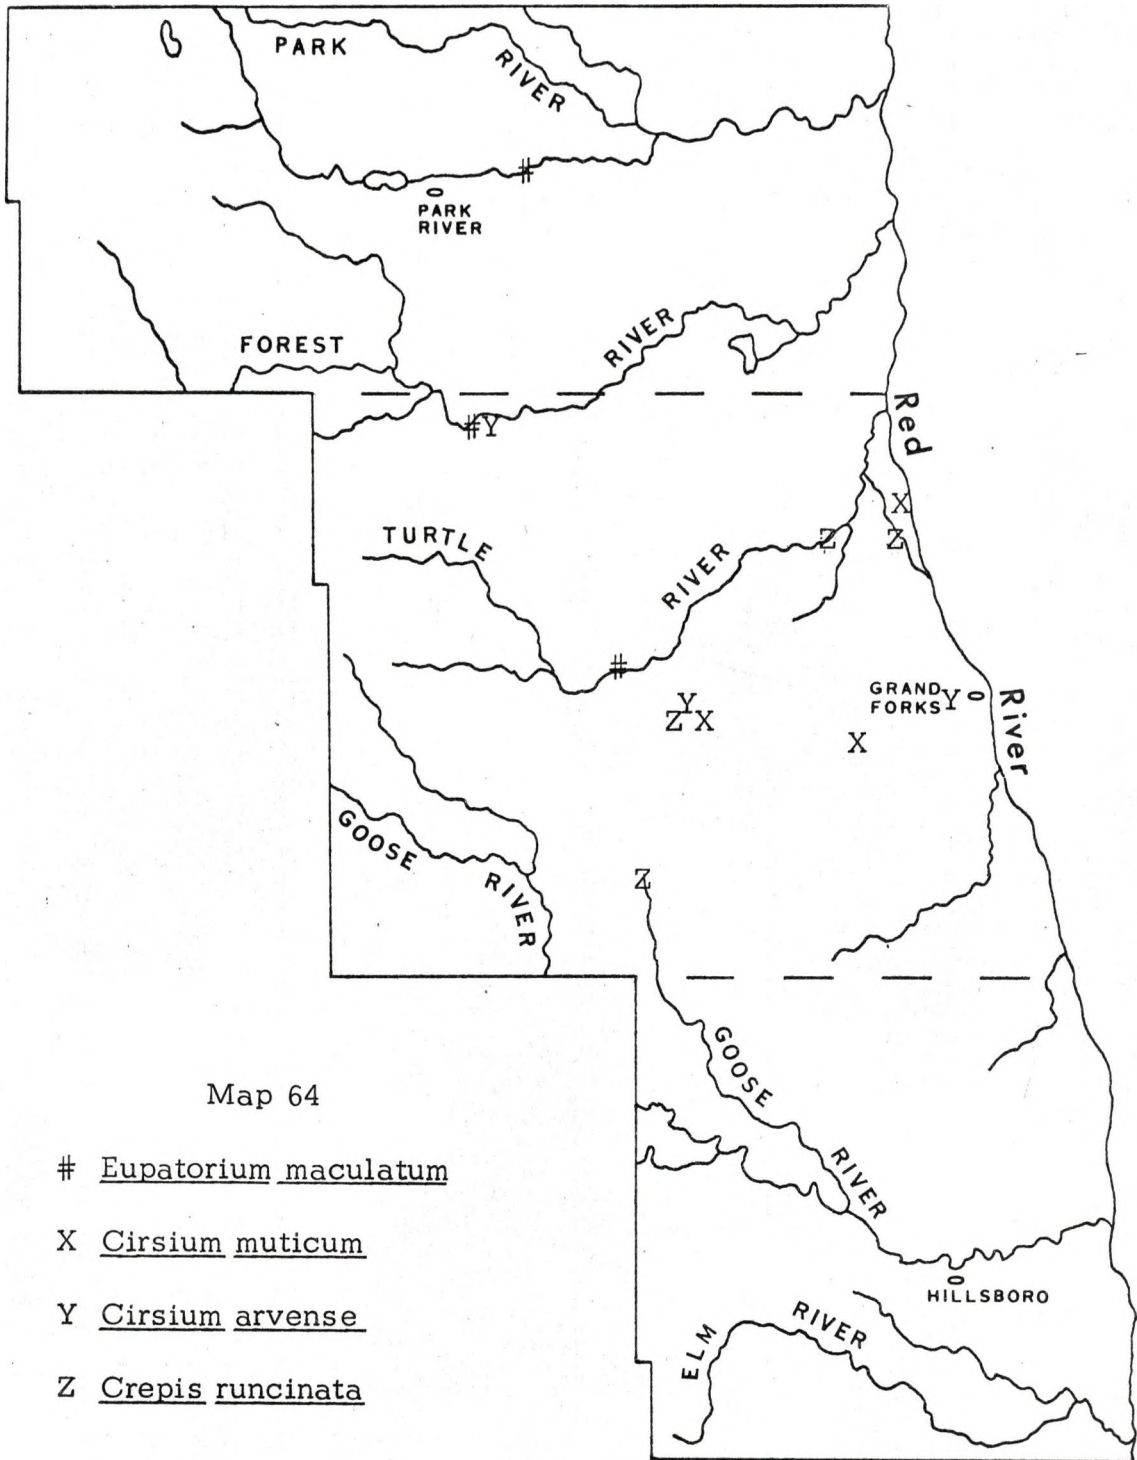 PARK
RIVER
#
PARK
RIVER
FOREST
RIVER
#Y
Red
X
TURTLE
Z
Z
RIVER
#
GRAND
FORKS
Y
River
Y
ZX
X
GOOSE
RIVER
Z
GOOSE
RIVER
HILLSBORO
ELM
RIVER
Map 64
# Eupatorium maculatum
X Cirsium muticum
Y Cirsium arvense
Z Crepis runcinata